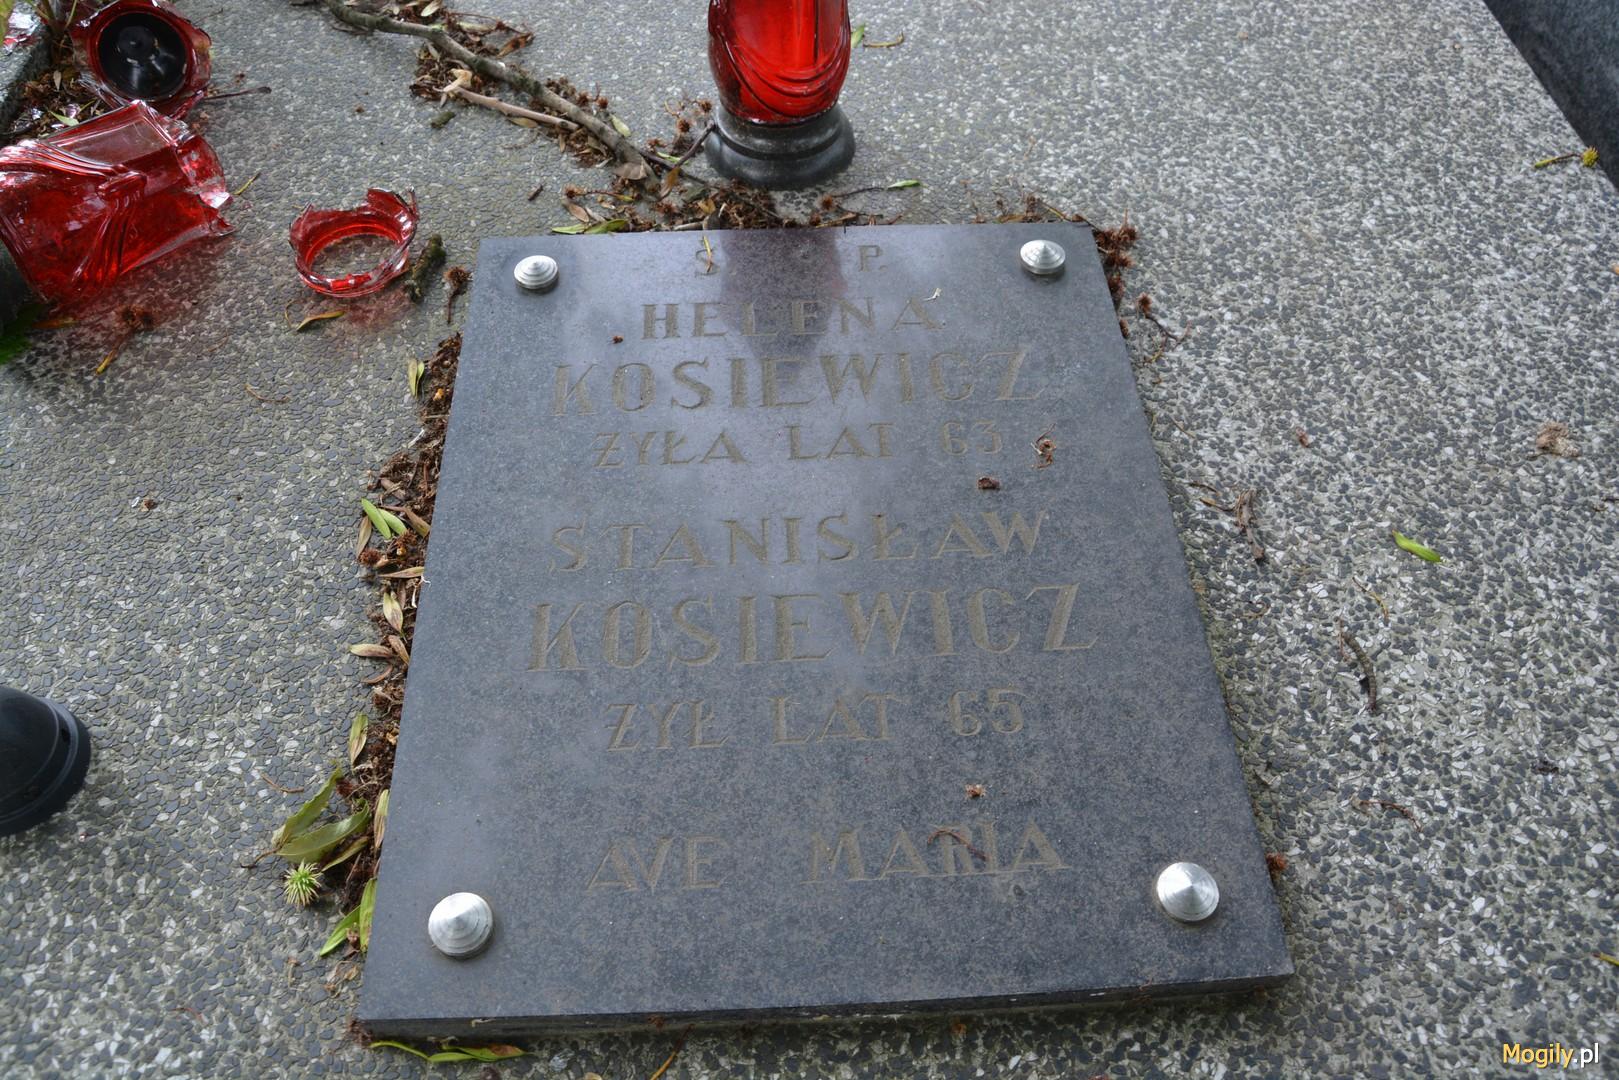 Ś. P.
HELENA
KOSIEWICZ
ŻYŁA LAT 63
STANISŁAW
KOSIEWICZ
ŻYŁ LAT 65
AVE MARIA
Mogily.pl